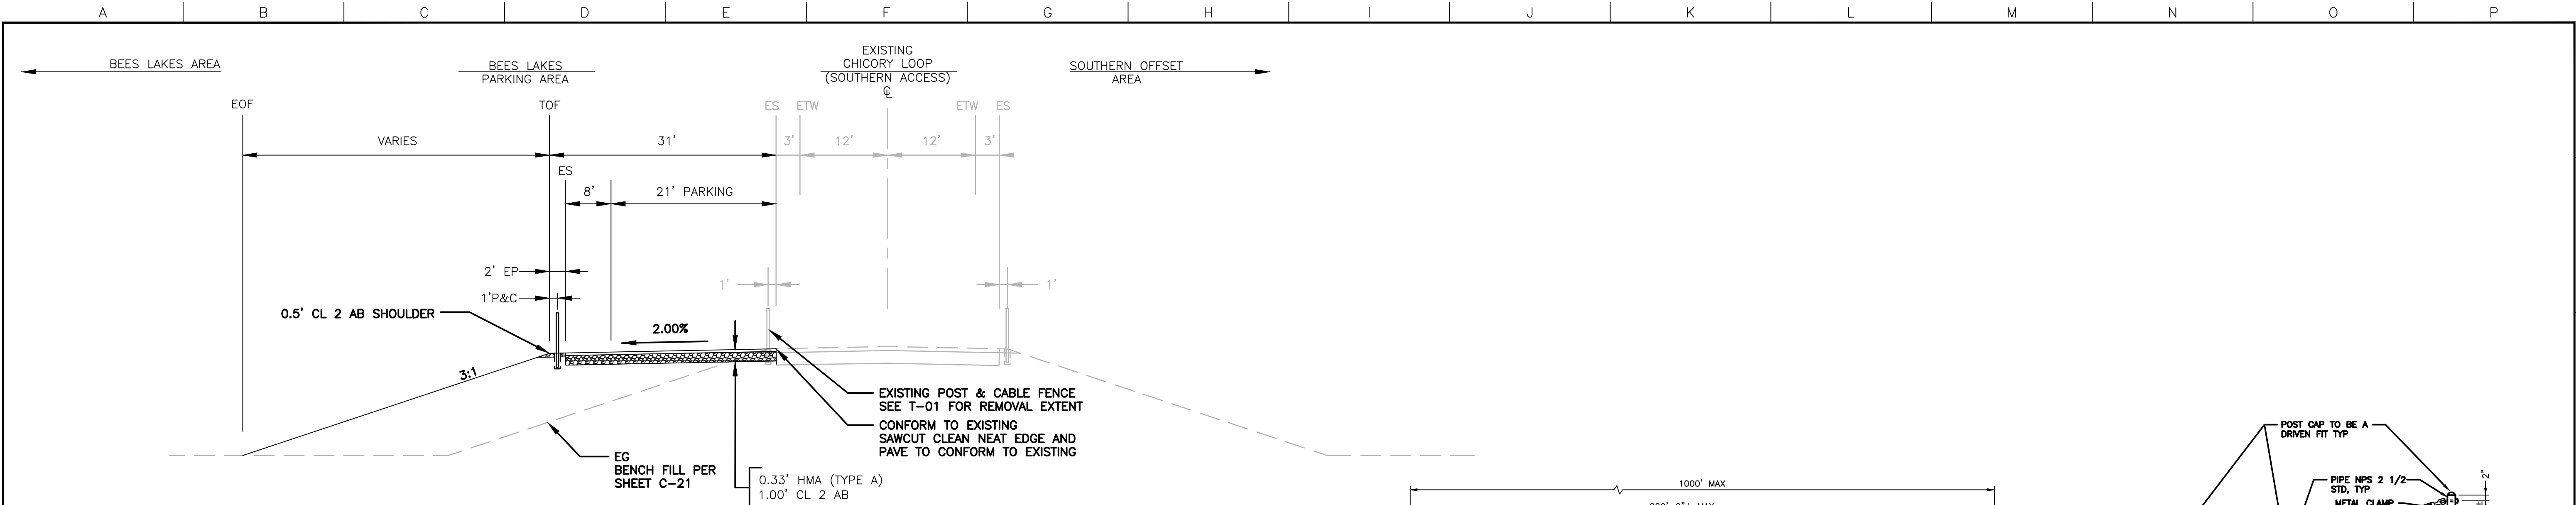 A B C D E F G H I J K L M N O P
BEES LAKES AREA
BEES LAKES
PARKING AREA
EXISTING
CHICORY LOOP
(SOUTHERN ACCESS)
℄
SOUTHERN OFFSET
AREA
EOF
TOF
ES
ETW
ETW
ES
VARIES
31'
3'
12'
12'
3'
ES
8'
21' PARKING
2' EP
1'P&C
1'
1'
0.5' CL 2 AB SHOULDER
2.00%
3:1
EXISTING POST & CABLE FENCE
SEE T-01 FOR REMOVAL EXTENT
CONFORM TO EXISTING
SAWCUT CLEAN NEAT EDGE AND
PAVE TO CONFORM TO EXISTING
EG
BENCH FILL PER
SHEET C-21
0.33' HMA (TYPE A)
1.00' CL 2 AB
1000' MAX
POST CAP TO BE A
DRIVEN FIT TYP
PIPE NPS 2 1/2
STD, TYP
METAL CLAMP
2"